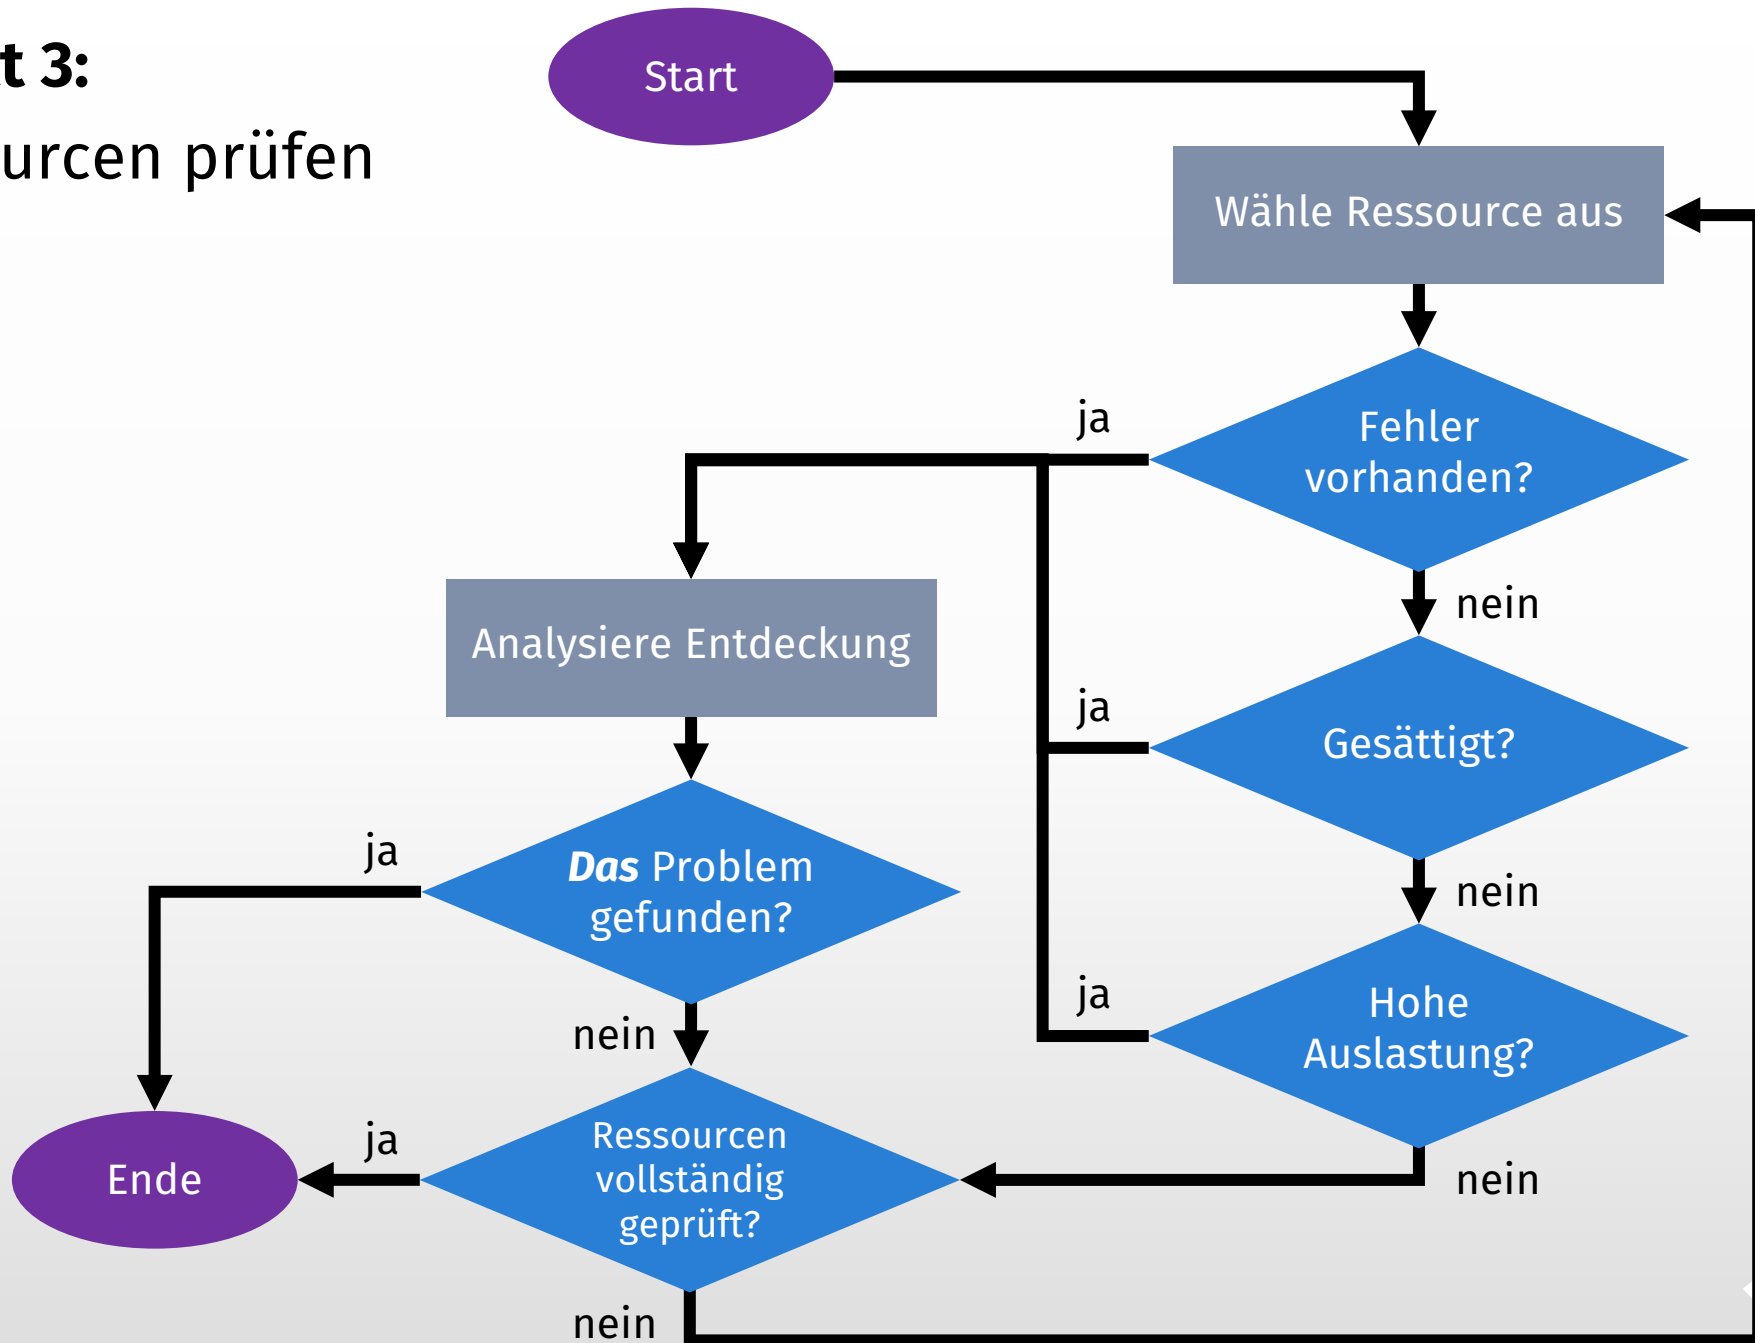 t 3:
urcen prüfen
Start
Wähle Ressource aus
ja
Fehler
vorhanden?
nein
Analysiere Entdeckung
ja
Gesättigt?
nein
ja
Das Problem
gefunden?
ja
Hohe
Auslastung?
nein
ja
Ressourcen
vollständig
geprüft?
Ende
nein
nein